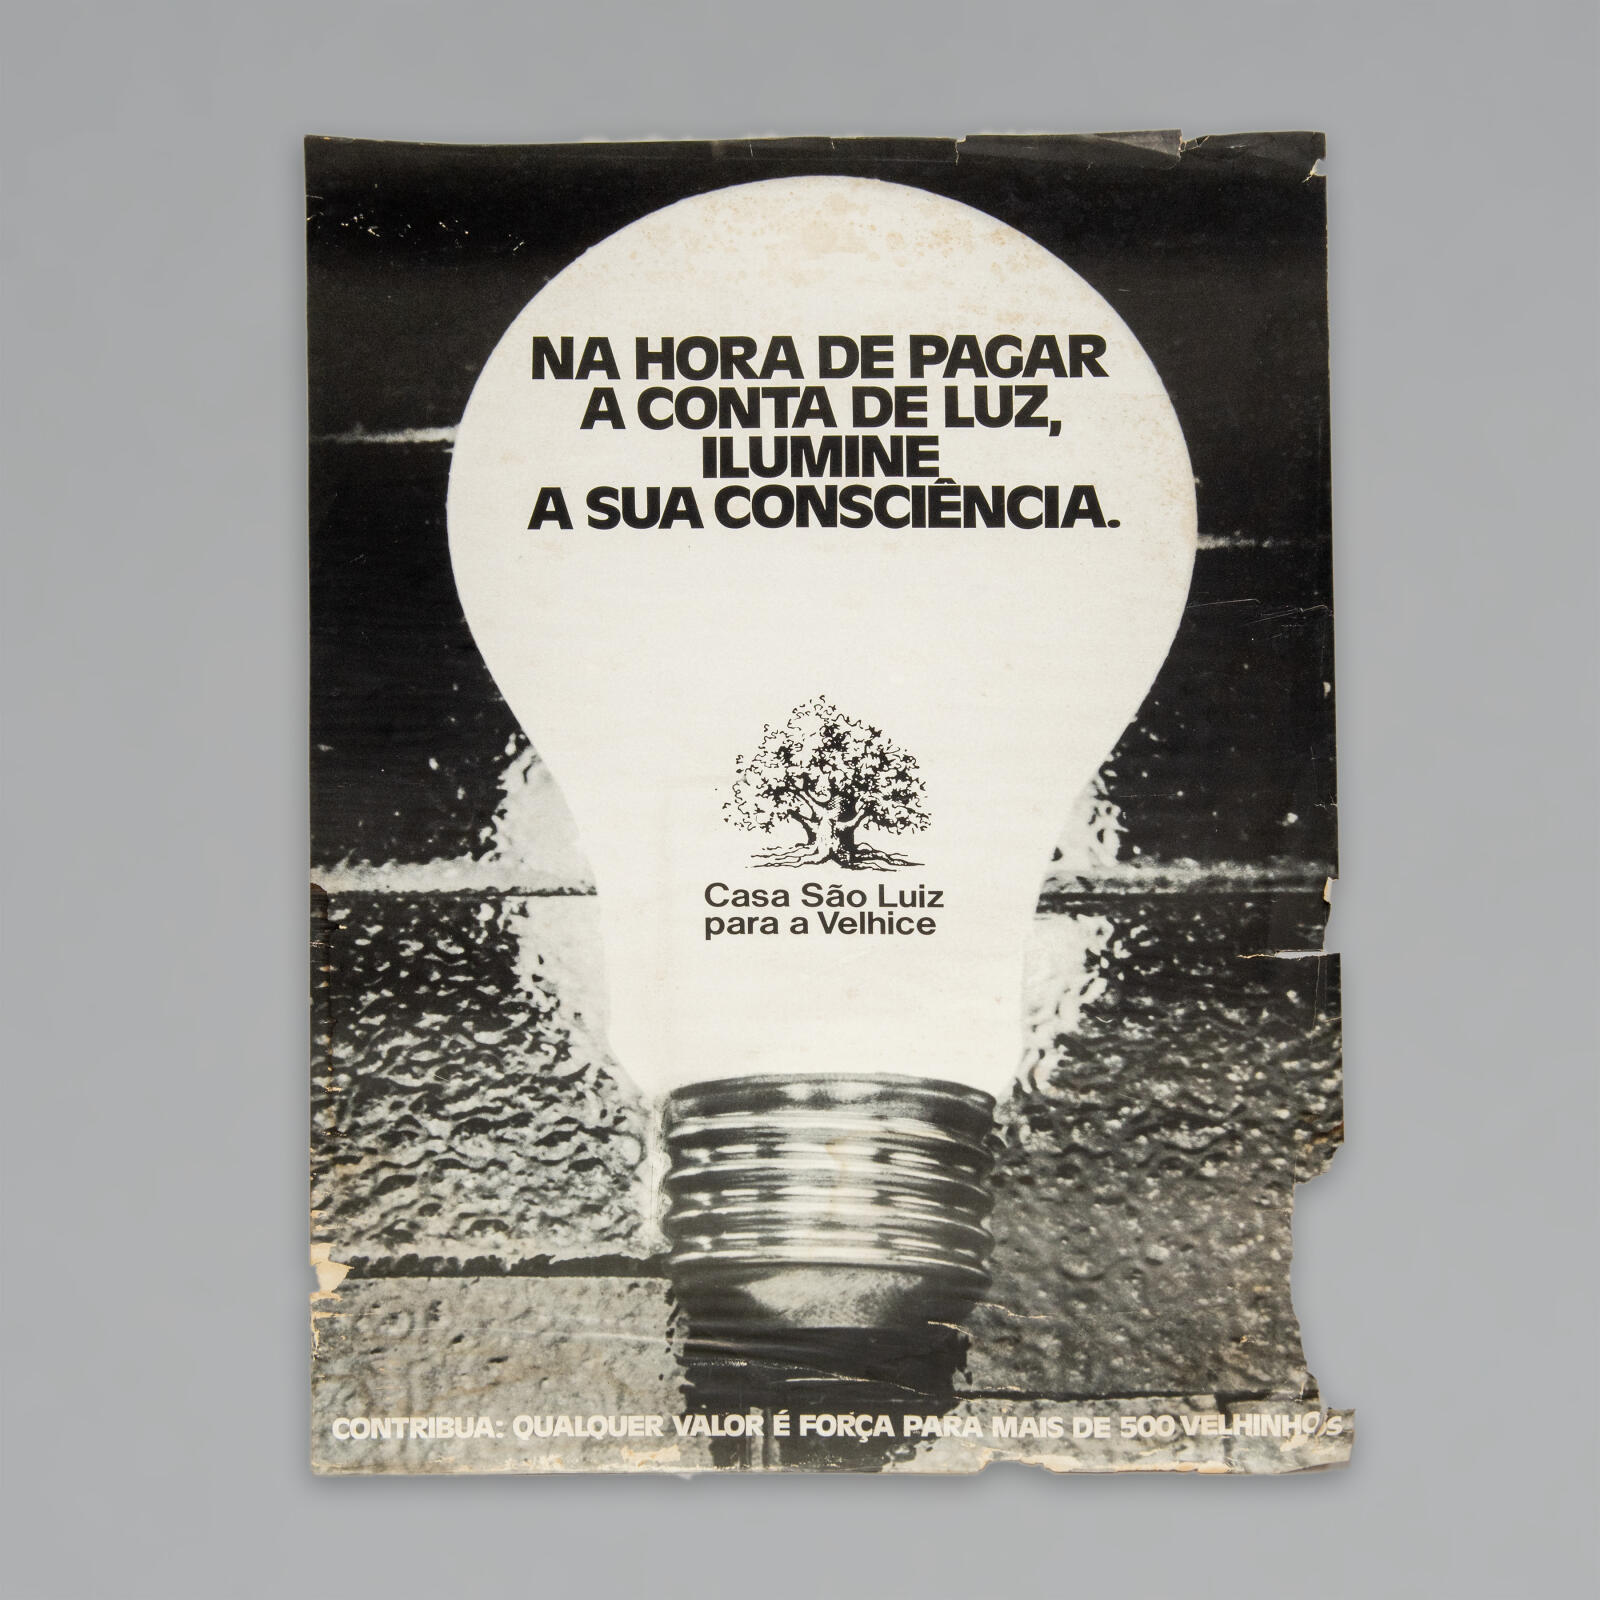 NA HORA DE PAGAR
A CONTA DE LUZ,
ILUMINE
A SUA CONSCIÊNCIA.
Casa São Luiz
para a Velhice
CONTRIBUA: QUALQUER VALOR É FORÇA PARA MAIS DE 500 VELHINHOS